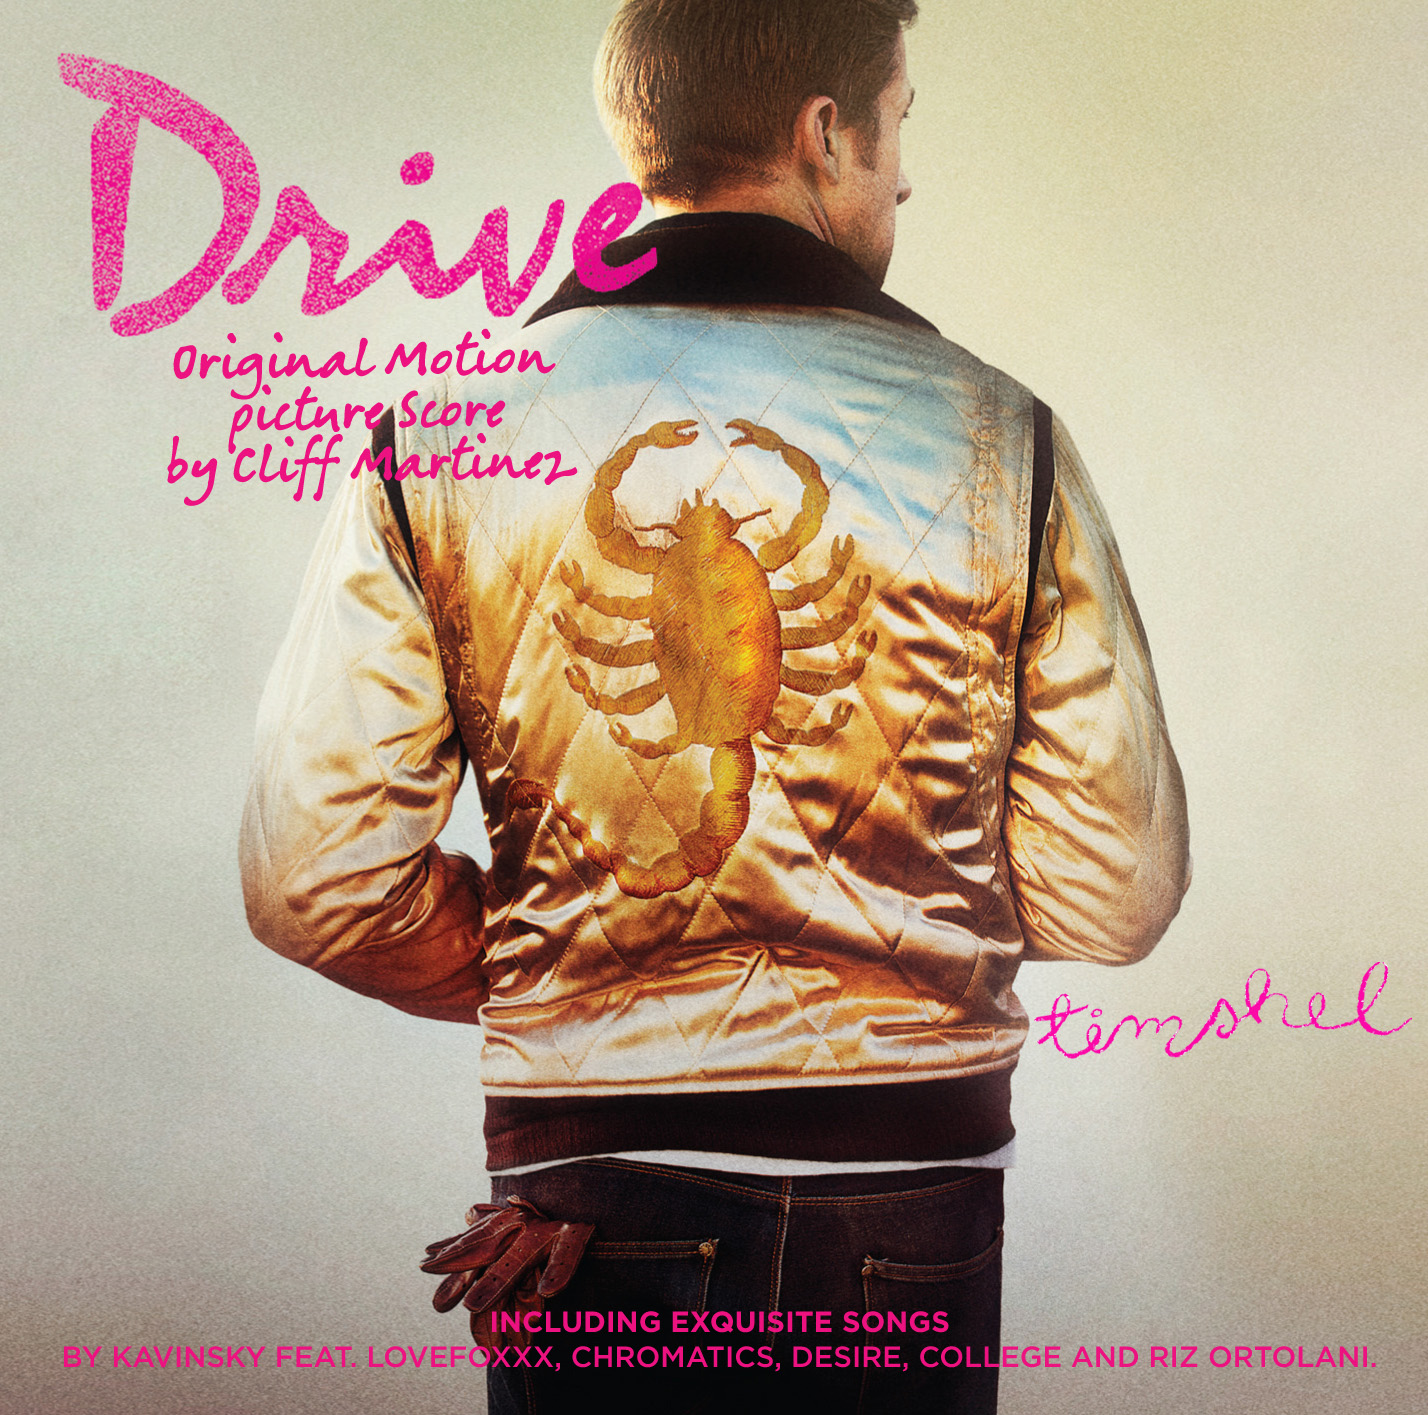 Drive
Original Motion
picture Score
by Cliff Martinez
timshel
INCLUDING EXQUISITE SONGS
BY KAVINSKY FEAT. LOVEFOXXX, CHROMATICS, DESIRE, COLLEGE AND RIZ ORTOLANI.